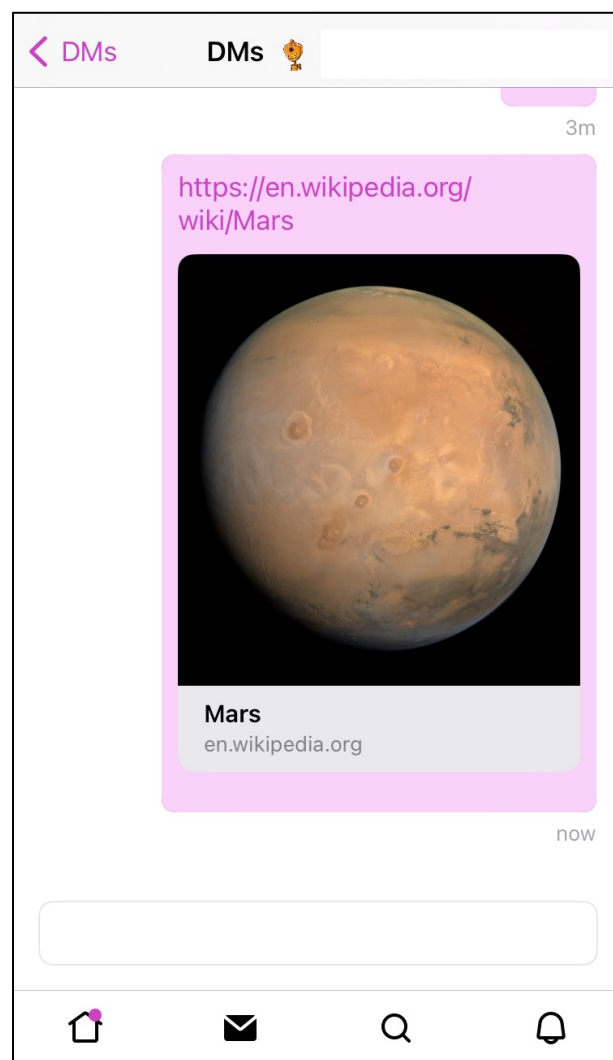 DMs DMs
3m
https://en.wikipedia.org/
wiki/Mars
Mars
en.wikipedia.org
now